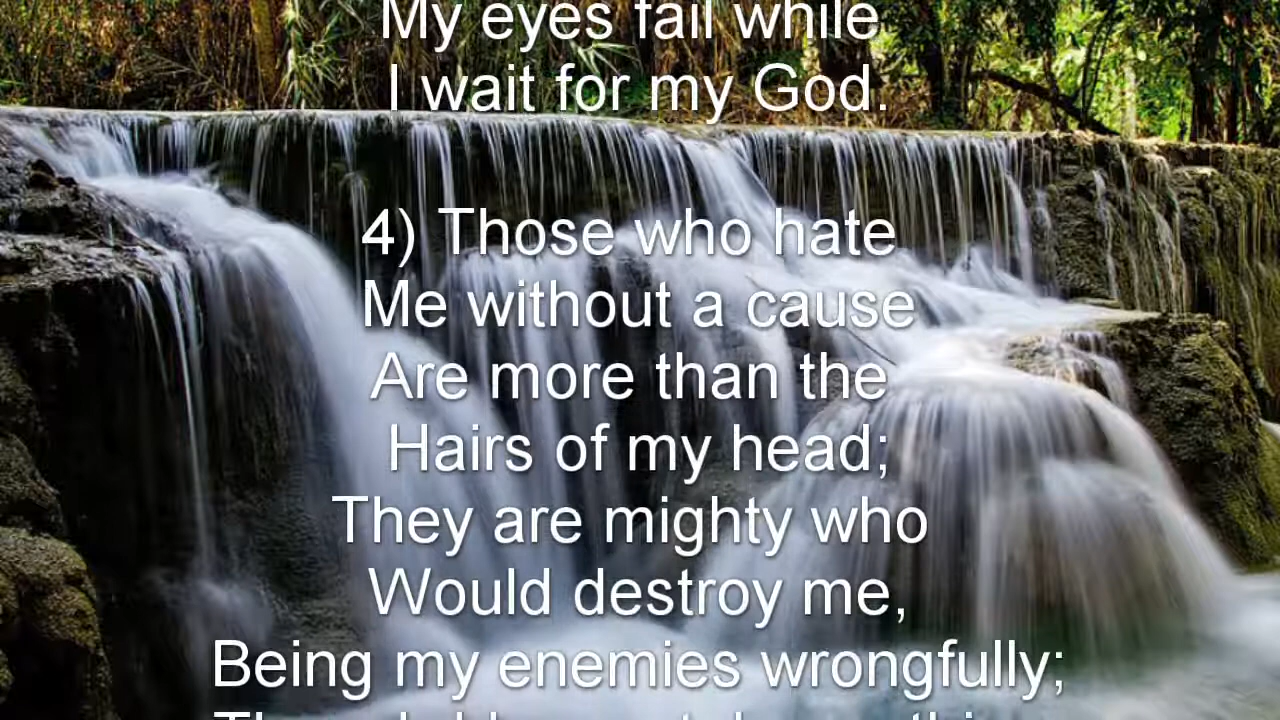 My eyes fail while
I wait for my God.
4) Those who hate
Me without a cause
Are more than the
Hairs of my head;
They are mighty who
Would destroy me,
Being my enemies wrongfully;